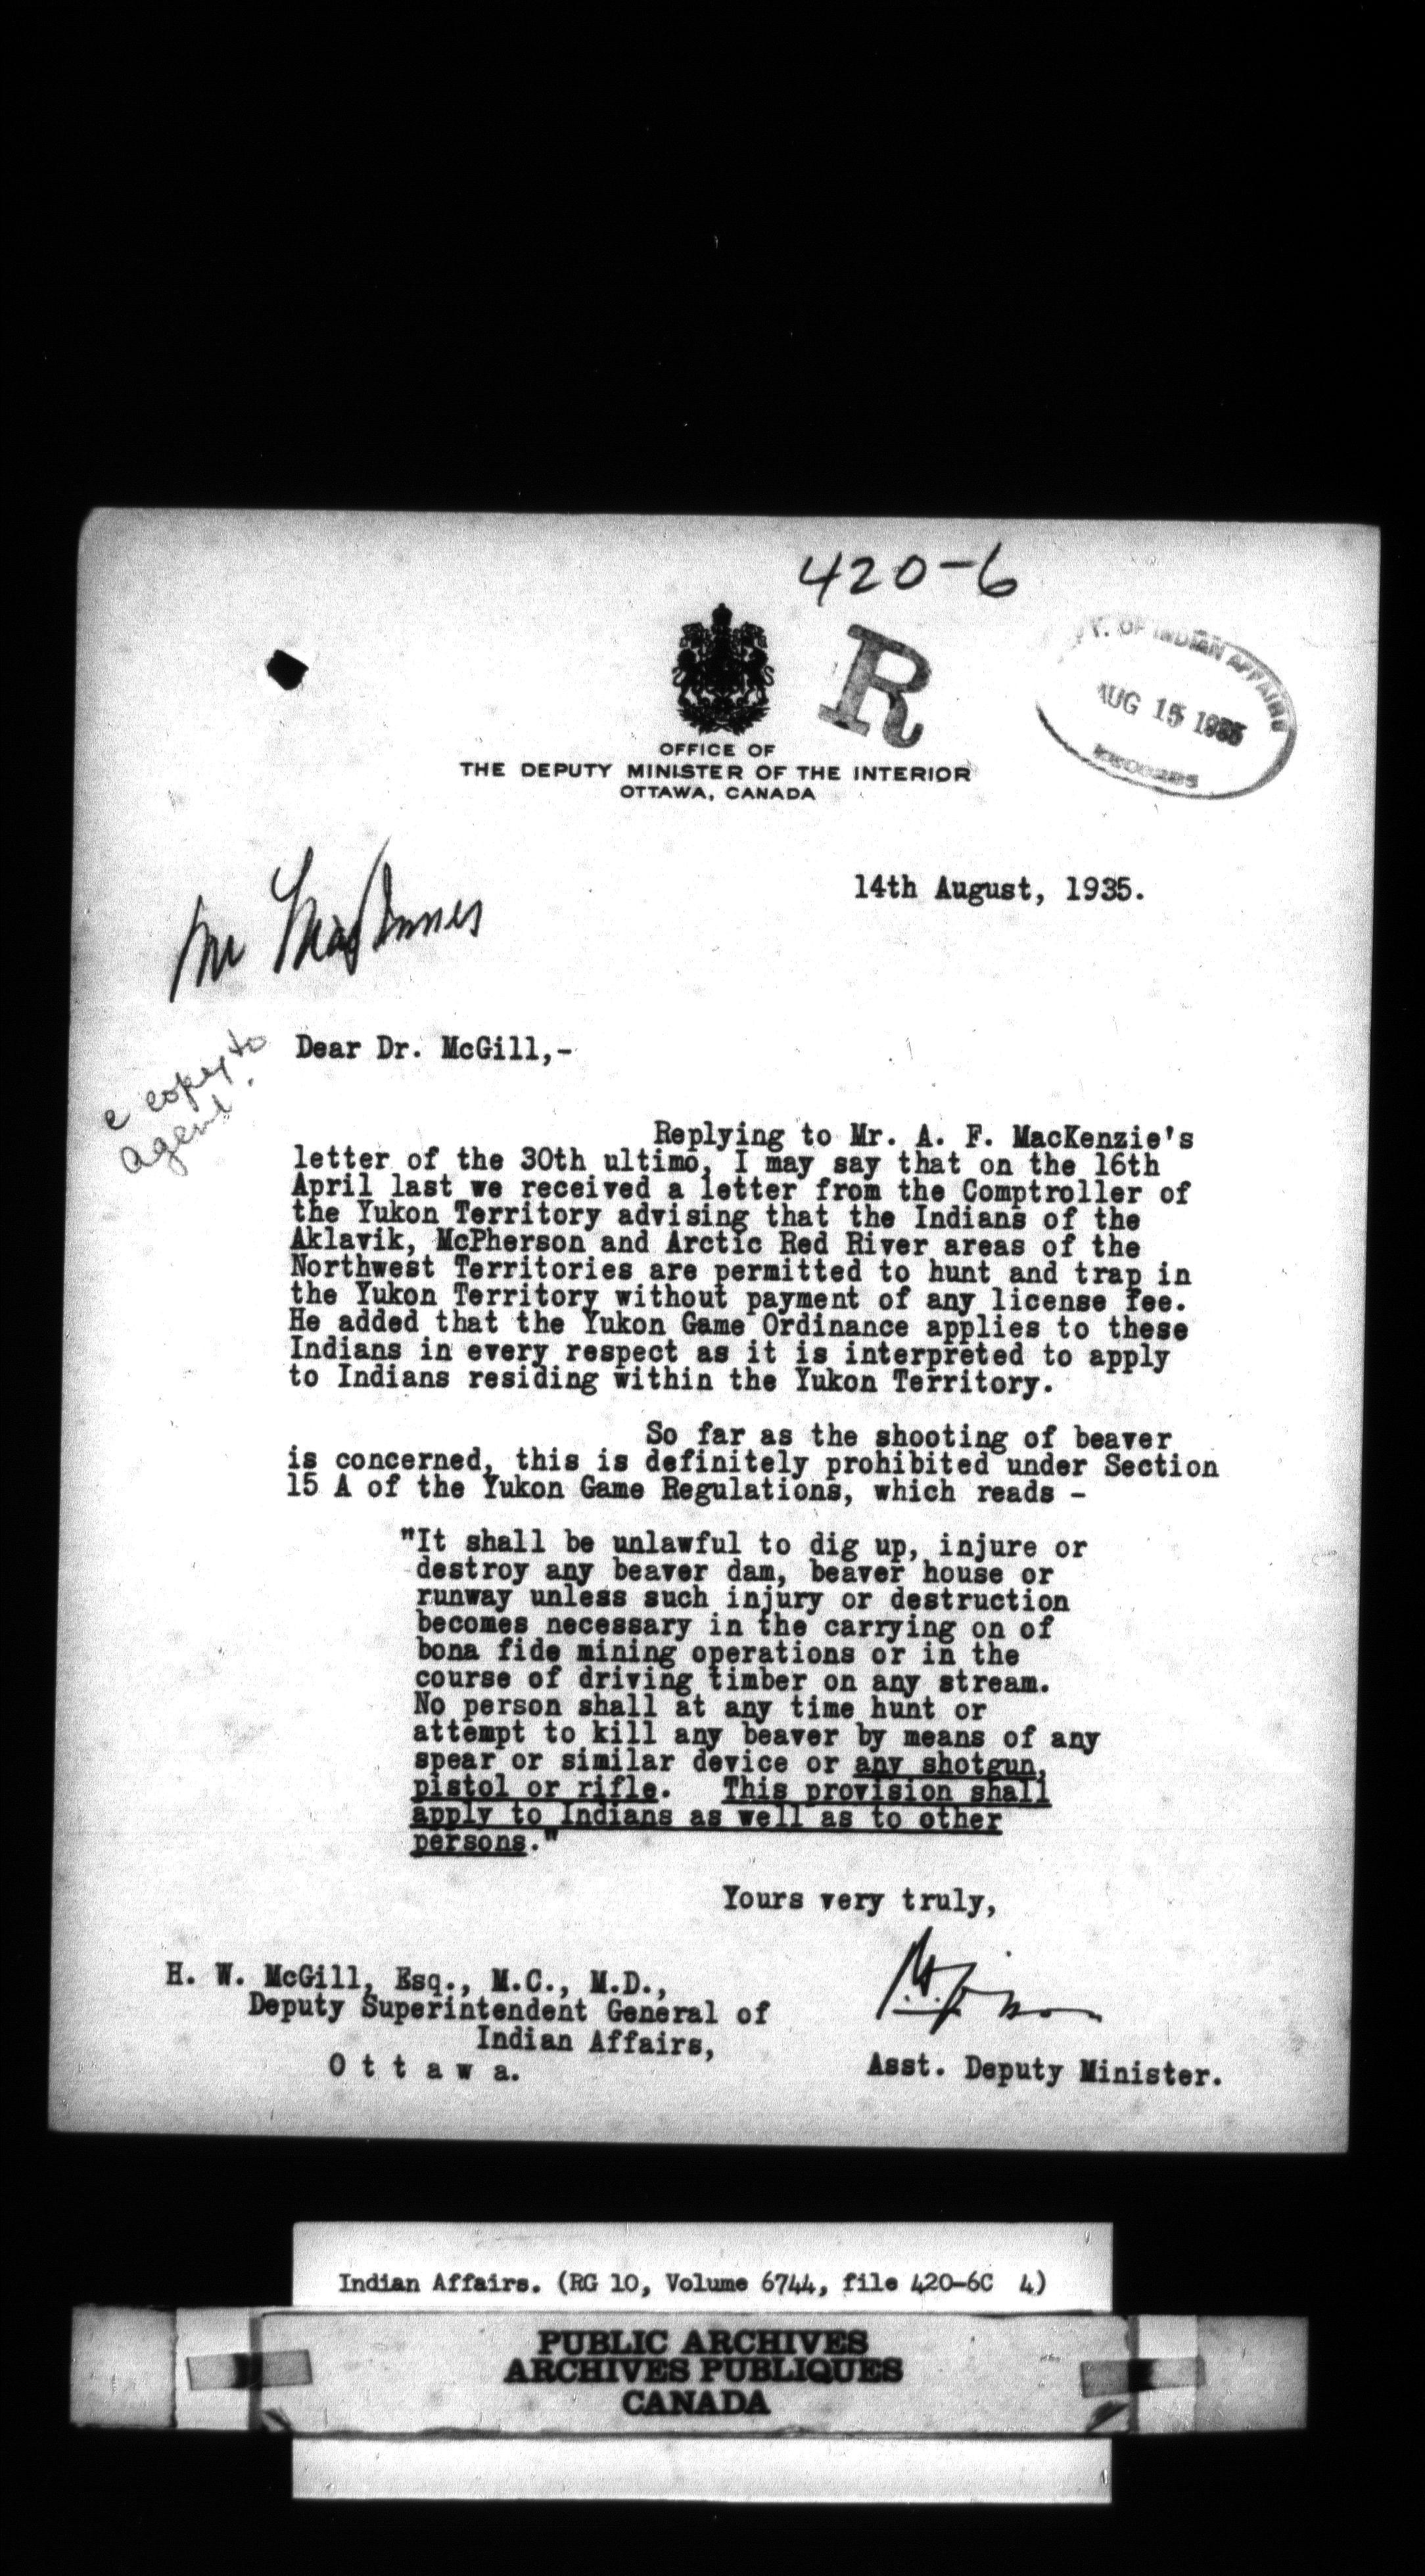 420-6
R
OF INDIAN AFFAIRS
AUG 15 1935
RECORDS
OFFICE OF
THE DEPUTY MINISTER OF THE INTERIOR
OTTAWA, CANADA
14th August, 1935.
Mr MacInnes
c copy to
agent.
Dear Dr. McGill,-
Replying to Mr. A. F. MacKenzie's
letter of the 30th ultimo, I may say that on the 16th
April last we received a letter from the Comptroller of
the Yukon Territory advising that the Indians of the
Aklavik, McPherson and Arctic Red River areas of the
Northwest Territories are permitted to hunt and trap in
the Yukon Territory without payment of any license fee.
He added that the Yukon Game Ordinance applies to these
Indians in every respect as it is interpreted to apply
to Indians residing within the Yukon Territory.
So far as the shooting of beaver
is concerned, this is definitely prohibited under Section
15 A of the Yukon Game Regulations, which reads -
"It shall be unlawful to dig up, injure or
destroy any beaver dam, beaver house or
runway unless such injury or destruction
becomes necessary in the carrying on of
bona fide mining operations or in the
course of driving timber on any stream.
No person shall at any time hunt or
attempt to kill any beaver by means of any
spear or similar device or any shotgun,
pistol or rifle. This provision shall
apply to Indians as well as to other
persons."
Yours very truly,
H. W. McGill, Esq., M.C., M.D.,
Deputy Superintendent General of
Indian Affairs,
O t t a w a.
Asst. Deputy Minister.
Indian Affairs. (RG 10, Volume 6744, file 420-6C 4)
PUBLIC ARCHIVES
ARCHIVES PUBLIQUES
CANADA